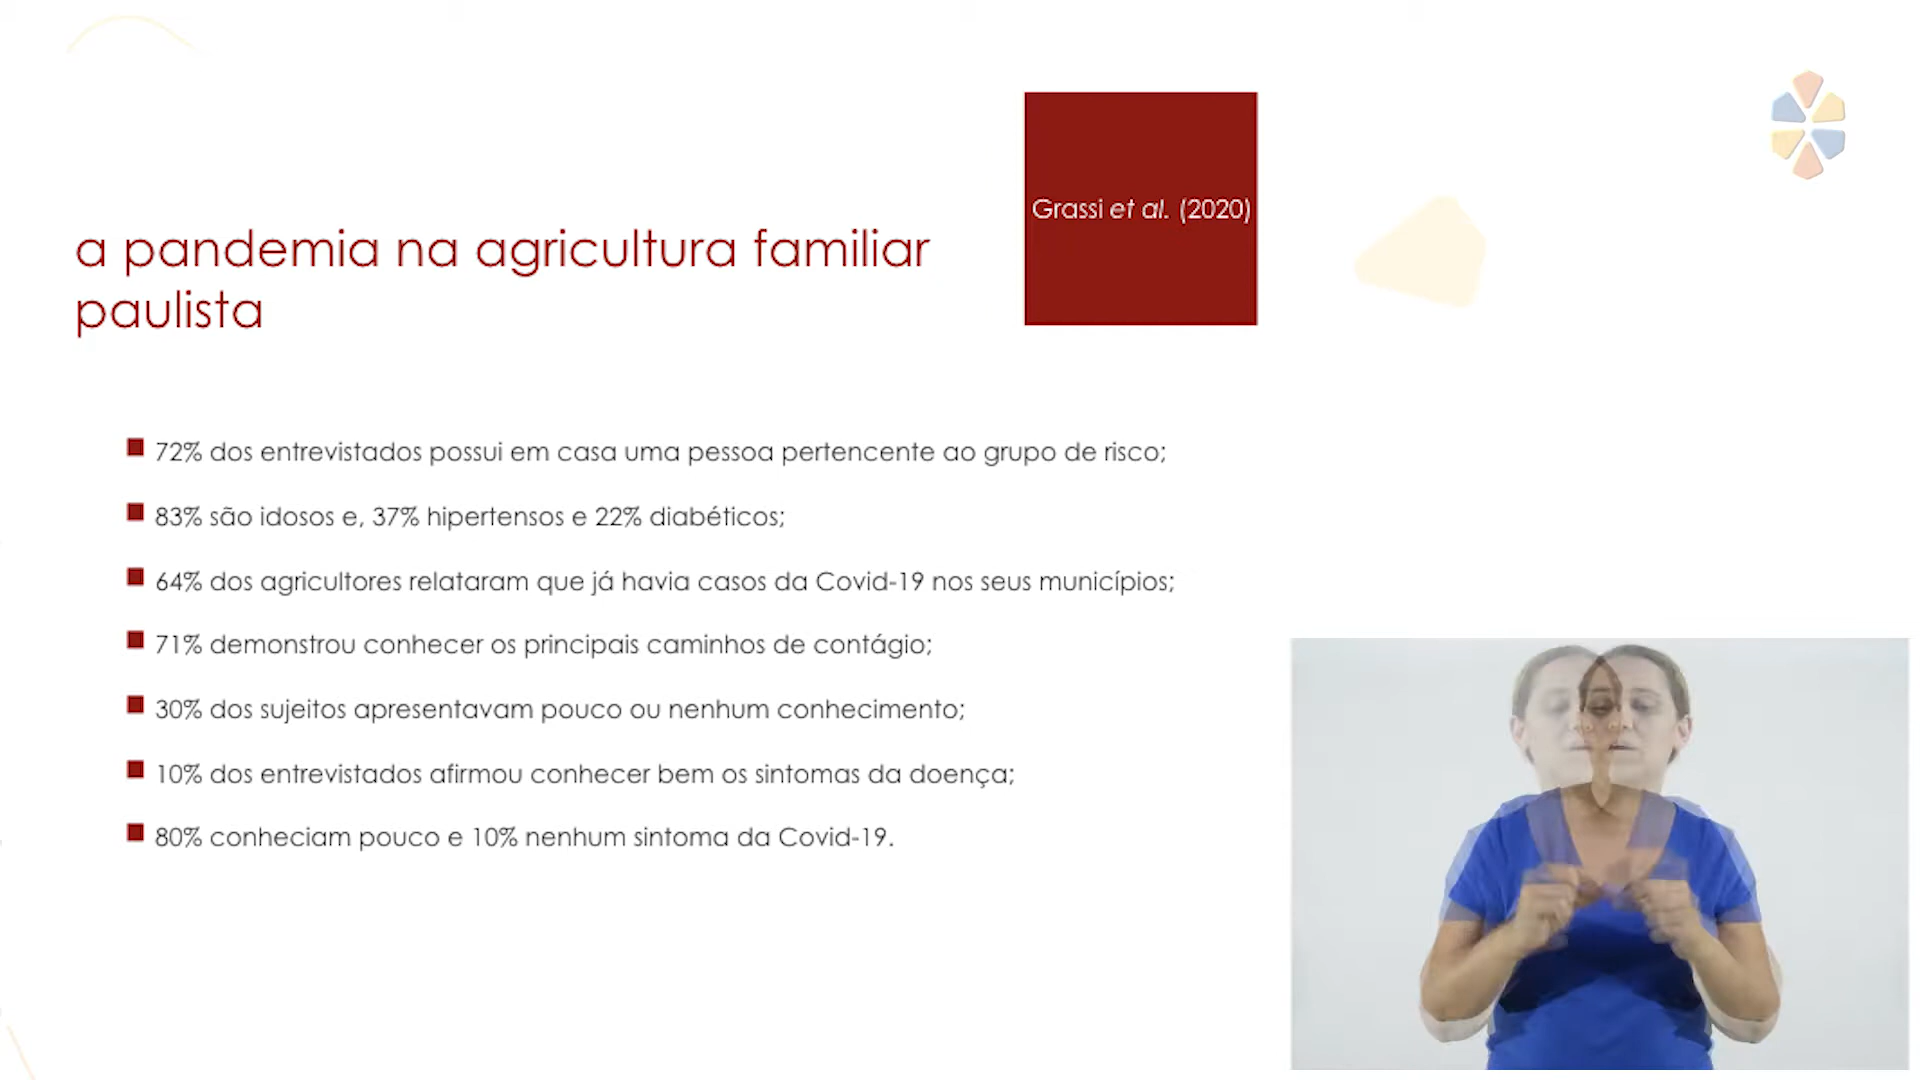 Grassi et al. (2020)
a pandemia na agricultura familiar
paulista
72% dos entrevistados possui em casa uma pessoa pertencente ao grupo de risco;
83% são idosos e, 37% hipertensos e 22% diabéticos;
64% dos agricultores relataram que já havia casos da Covid-19 nos seus municípios;
71% demonstrou conhecer os principais caminhos de contágio;
30% dos sujeitos apresentavam pouco ou nenhum conhecimento;
10% dos entrevistados afirmou conhecer bem os sintomas da doença;
80% conheciam pouco e 10% nenhum sintoma da Covid-19.